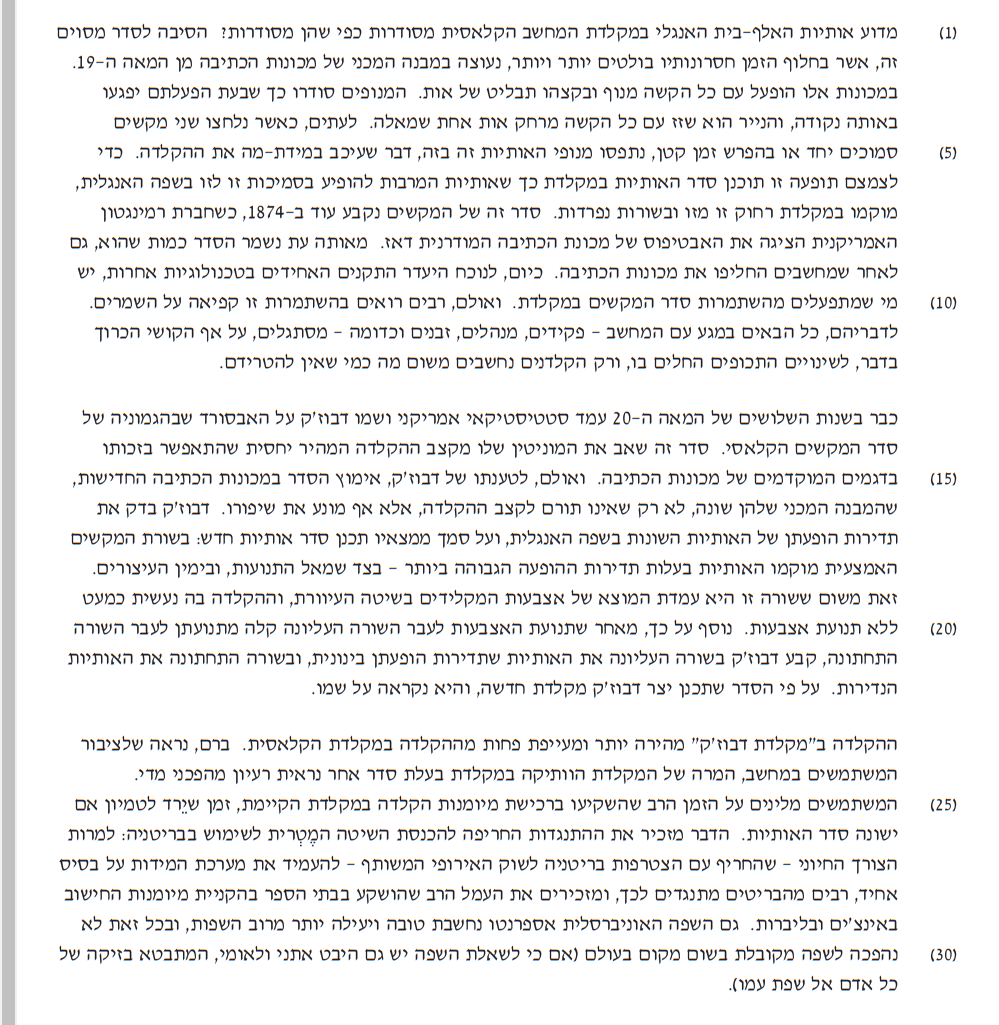 (1) מדוע אותיות האלף-בית האנגלי במקלדת המחשב הקלאסית מסודרות כפי שהן מסודרות? הסיבה לסדר מסוים
זה, אשר בחלוף הזמן חסרונותיו בולטים יותר ויותר, נעוצה במבנה המכני של מכונות הכתיבה מן המאה ה-19.
במכונות אלו הופעל עם כל הקשה מנוף ובקצהו תבליט של אות. המנופים סודרו כך שבעת הפעלתם יפגעו
באותה נקודה, והנייר הוא שזז עם כל הקשה מרחק אות אחת שמאלה. לעתים, כאשר נלחצו שני מקשים
(5) סמוכים יחד או בהפרש זמן קטן, נתפסו מנופי האותיות זה בזה, דבר שעיכב במידת-מה את ההקלדה. כדי
לצמצם תופעה זו תוכנן סדר האותיות במקלדת כך שאותיות המרבות להופיע בסמיכות זו לזו בשפה האנגלית,
מוקמו במקלדת רחוק זו מזו ובשורות נפרדות. סדר זה של המקשים נקבע עוד ב-1874, כשחברת רמינגטון
האמריקנית הציגה את האבטיפוס של מכונת הכתיבה המודרנית דאז. מאותה עת נשמר הסדר כמות שהוא, גם
לאחר שמחשבים החליפו את מכונות הכתיבה. כיום, לנוכח היעדר התקנים האחידים בטכנולוגיות אחרות, יש
(10) מי שמתפעלים מהשתמרות סדר המקשים במקלדת. ואולם, רבים רואים בהשתמרות זו קפיאה על השמרים.
לדבריהם, כל הבאים במגע עם המחשב - פקידים, מנהלים, זבנים וכדומה - מסתגלים, על אף הקושי הכרוך
בדבר, לשינויים התכופים החלים בו, ורק הקלדנים נחשבים משום מה כמי שאין להטרידם.
כבר בשנות השלושים של המאה ה-20 עמד סטטיסטיקאי אמריקני ושמו דבוז'ק על האבסורד שבהגמוניה של
סדר המקשים הקלאסי. סדר זה שאב את המוניטין שלו מקצב ההקלדה המהיר יחסית שהתאפשר בזכותו
(15) בדגמים המוקדמים של מכונות הכתיבה. ואולם, לטענתו של דבוז'ק, אימוץ הסדר במכונות הכתיבה החדישות,
שהמבנה המכני שלהן שונה, לא רק שאינו תורם לקצב ההקלדה, אלא אף מונע את שיפורו. דבוז'ק בדק את
תדירות הופעתן של האותיות השונות בשפה האנגלית, ועל סמך ממצאיו תכנן סדר אותיות חדש: בשורת המקשים
האמצעית מוקמו האותיות בעלות תדירות ההופעה הגבוהה ביותר - בצד שמאל התנועות, ובימין העיצורים.
זאת משום ששורה זו היא עמדת המוצא של אצבעות המקלידים בשיטה העיוורת, וההקלדה בה נעשית כמעט
(20) ללא תנועת אצבעות. נוסף על כך, מאחר שתנועת האצבעות לעבר השורה העליונה קלה מתנועתן לעבר השורה
התחתונה, קבע דבוז'ק בשורה העליונה את האותיות שתדירות הופעתן בינונית, ובשורה התחתונה את האותיות
הנדירות. על פי הסדר שתכנן יצר דבוז'ק מקלדת חדשה, והיא נקראה על שמו.
ההקלדה ב"מקלדת דבוז'ק" מהירה יותר ומעייפת פחות מההקלדה במקלדת הקלאסית. ברם, נראה שלציבור
המשתמשים במחשב, המרה של המקלדת הוותיקה במקלדת בעלת סדר אחר נראית רעיון מהפכני מדי.
(25) המשתמשים מלינים על הזמן הרב שהשקיעו ברכישת מיומנות הקלדה במקלדת הקיימת, זמן שיֵרד לטמיון אם
ישונה סדר האותיות. הדבר מזכיר את ההתנגדות החריפה להכנסת השיטה המֶטְרית לשימוש בבריטניה: למרות
הצורך החיוני - שהחריף עם הצטרפות בריטניה לשוק האירופי המשותף - להעמיד את מערכת המידות על בסיס
אחיד, רבים מהבריטים מתנגדים לכך, ומזכירים את העמל הרב שהושקע בבתי הספר בהקניית מיומנות החישוב
באינצ'ים ובליברות. גם השפה האוניברסלית אספרנטו נחשבת טובה ויעילה יותר מרוב השפות, ובכל זאת לא
(30) נהפכה לשפה מקובלת בשום מקום בעולם (אם כי לשאלת השפה יש גם היבט אתני ולאומי, המתבטא בזיקה של
כל אדם אל שפת עמו).